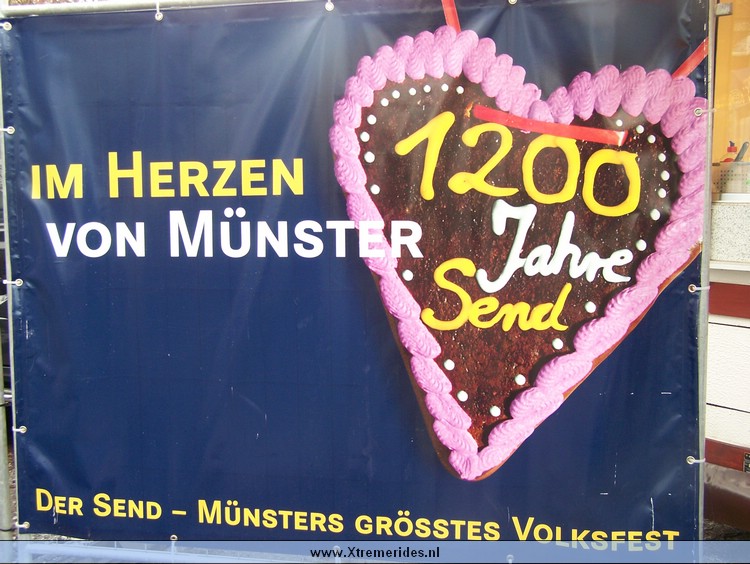 IM HERZEN
VON MÜNSTER
1200
Jahre
Send
DER SEND – MÜNSTERS GRÖSSTES VOLKSFEST
www.Xtremerides.nl